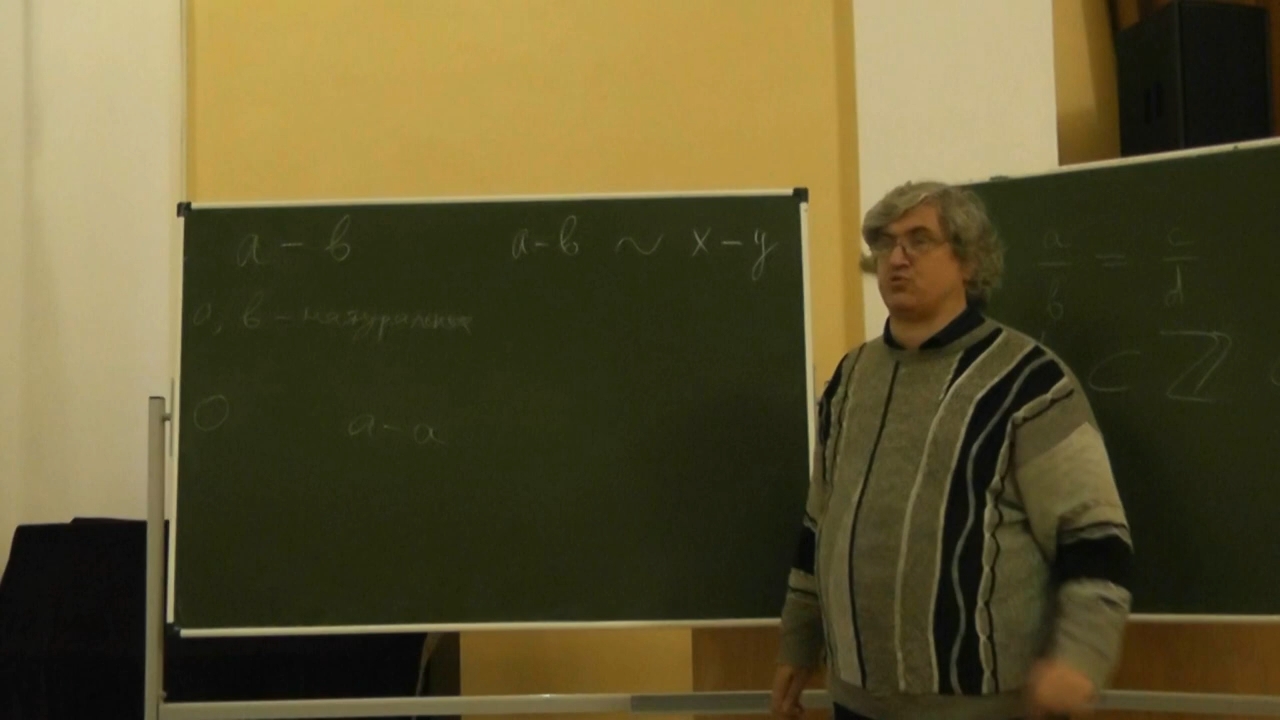 a - в
a - в ~ x - y
a, в - натуральные
0 a - a
a/b = c/d
⊂ ℤ